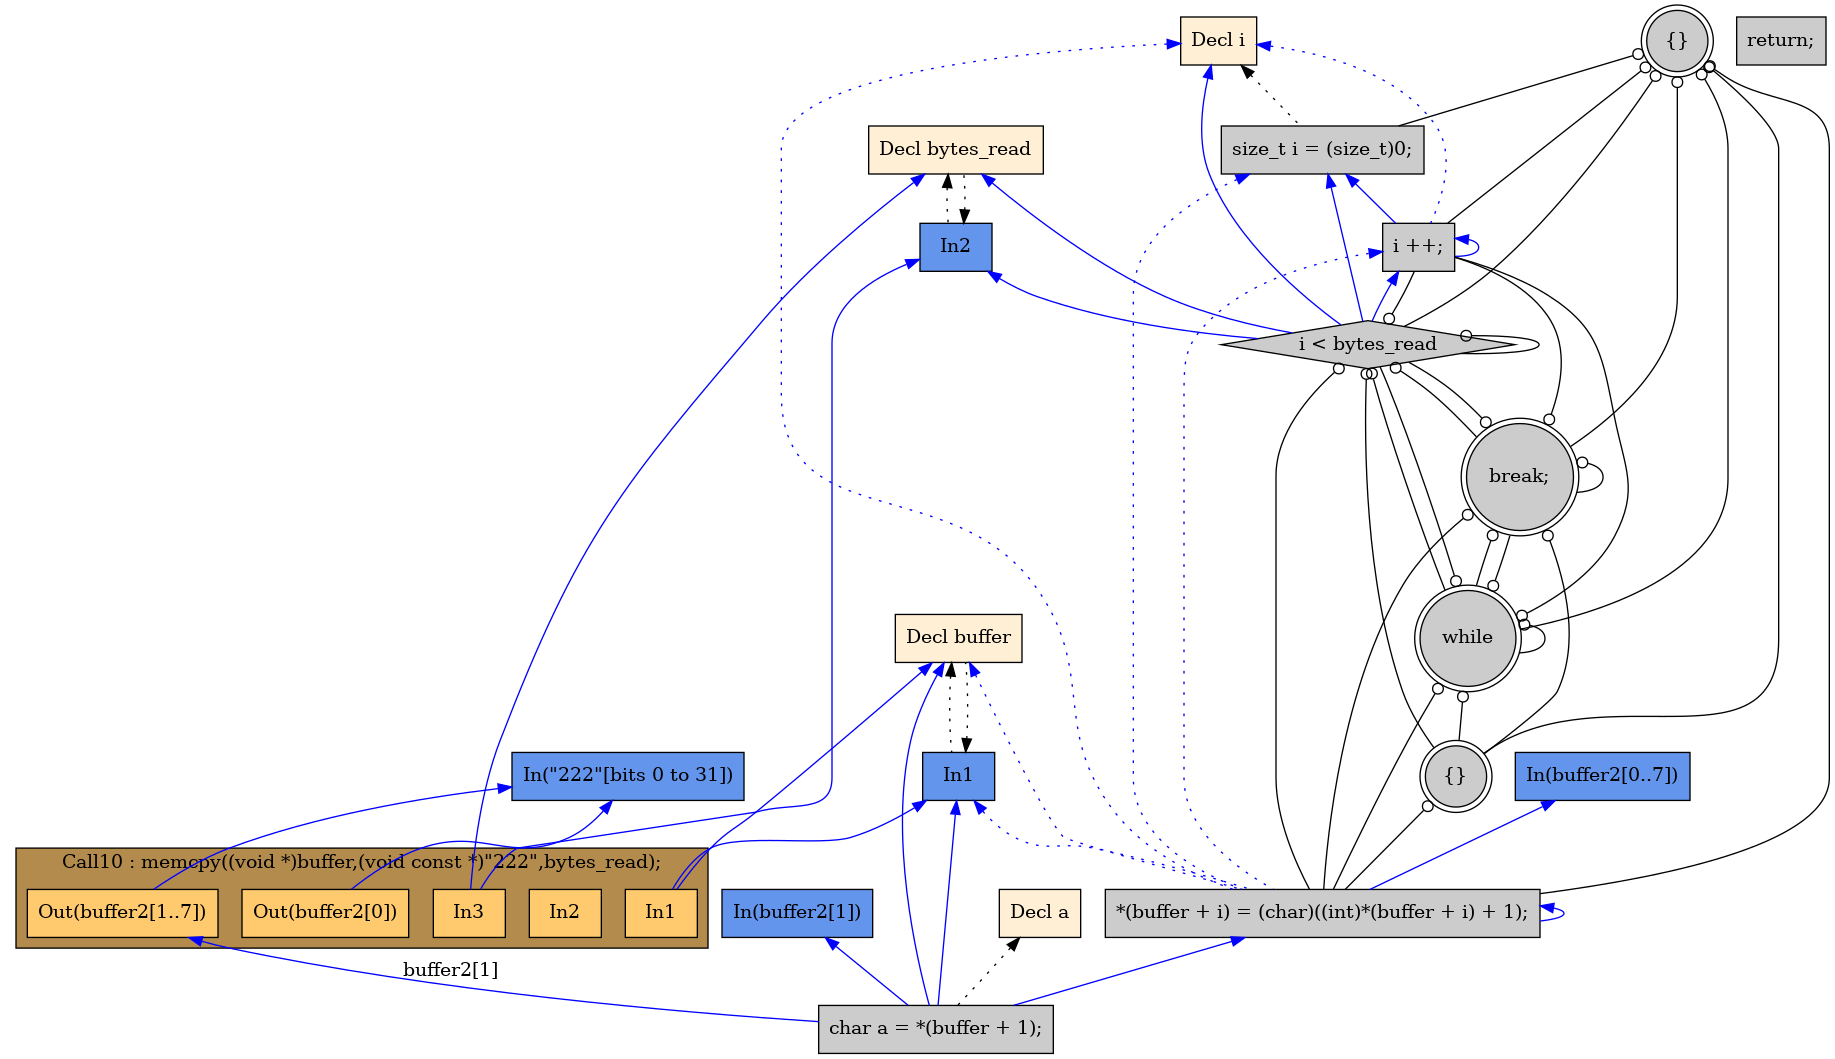 Decl i
{}
return;
Decl bytes_read
size_t i = (size_t)0;
In2
i ++;
i < bytes_read
break;
Decl buffer
while
In("222"[bits 0 to 31])
In1
{}
In(buffer2[0..7])
Call10 : memcpy((void *)buffer,(void const *)"222",bytes_read);
Out(buffer2[1..7])
Out(buffer2[0])
In3
In2
In1
In(buffer2[1])
Decl a
*(buffer + i) = (char)((int)*(buffer + i) + 1);
buffer2[1]
char a = *(buffer + 1);